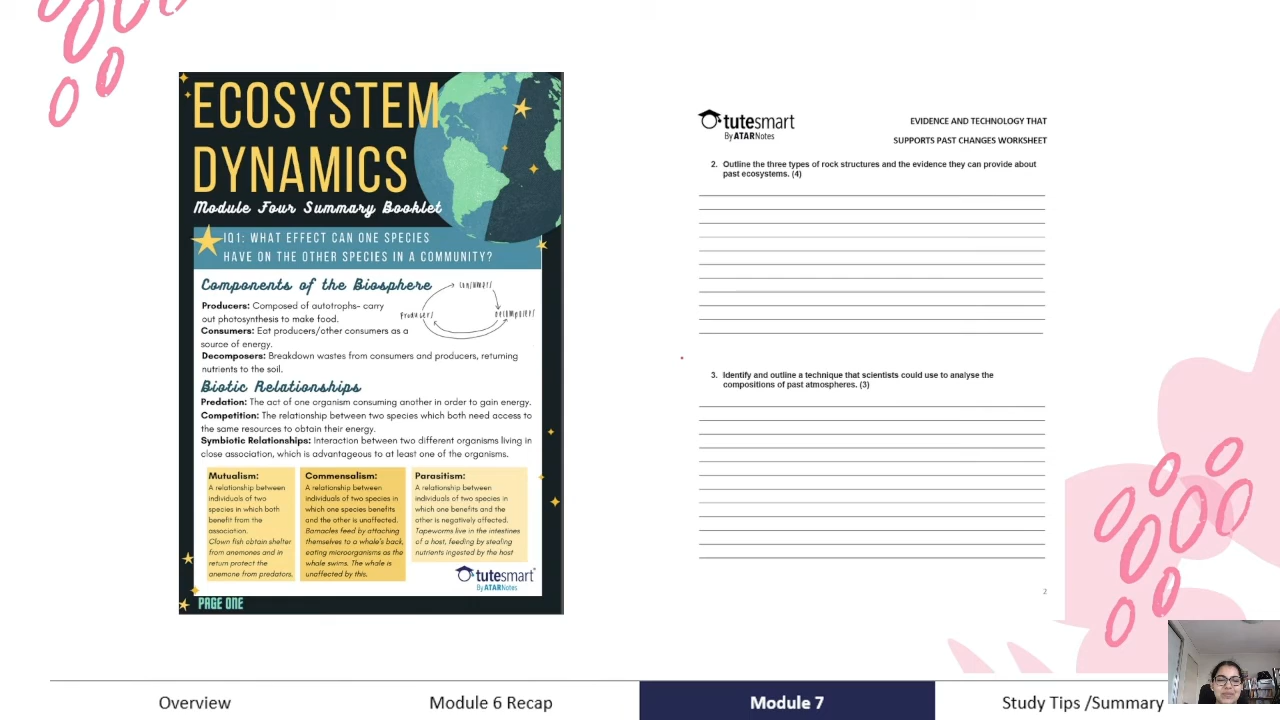 ECOSYSTEM
DYNAMICS
Module Four Summary Booklet
IQ1: WHAT EFFECT CAN ONE SPECIES
HAVE ON THE OTHER SPECIES IN A COMMUNITY?
Components of the Biosphere
Producers: Composed of autotrophs- carry
out photosynthesis to make food.
Consumers: Eat producers/other consumers as a
source of energy.
Decomposers: Breakdown wastes from consumers and producers, returning
nutrients to the soil.
consumers
Producers
decomposers
Biotic Relationships
Predation: The act of one organism consuming another in order to gain energy.
Competition: The relationship between two species which both need access to
the same resources to obtain their energy.
Symbiotic Relationships: Interaction between two different organisms living in
close association, which is advantageous to at least one of the organisms.
Mutualism:
A relationship between
individuals of two
species in which both
benefit from the
association.
Clown fish obtain shelter
from anemones and in
return protect the
anemone from predators.
Commensalism:
A relationship between
individuals of two species in
which one species benefits
and the other is unaffected.
Barnacles feed by attaching
themselves to a whale's back,
eating microorganisms as the
whale swims. The whale is
unaffected by this.
Parasitism:
A relationship between
individuals of two species in
which one benefits and the
other is negatively affected.
Tapeworms live in the intestines
of a host, feeding by stealing
nutrients ingested by the host
tutesmart
By ATARNotes
PAGE ONE
tutesmart
By ATARNotes
EVIDENCE AND TECHNOLOGY THAT
SUPPORTS PAST CHANGES WORKSHEET
2. Outline the three types of rock structures and the evidence they can provide about
past ecosystems. (4)
3. Identify and outline a technique that scientists could use to analyse the
compositions of past atmospheres. (3)
2
Overview
Module 6 Recap
Module 7
Study Tips /Summary